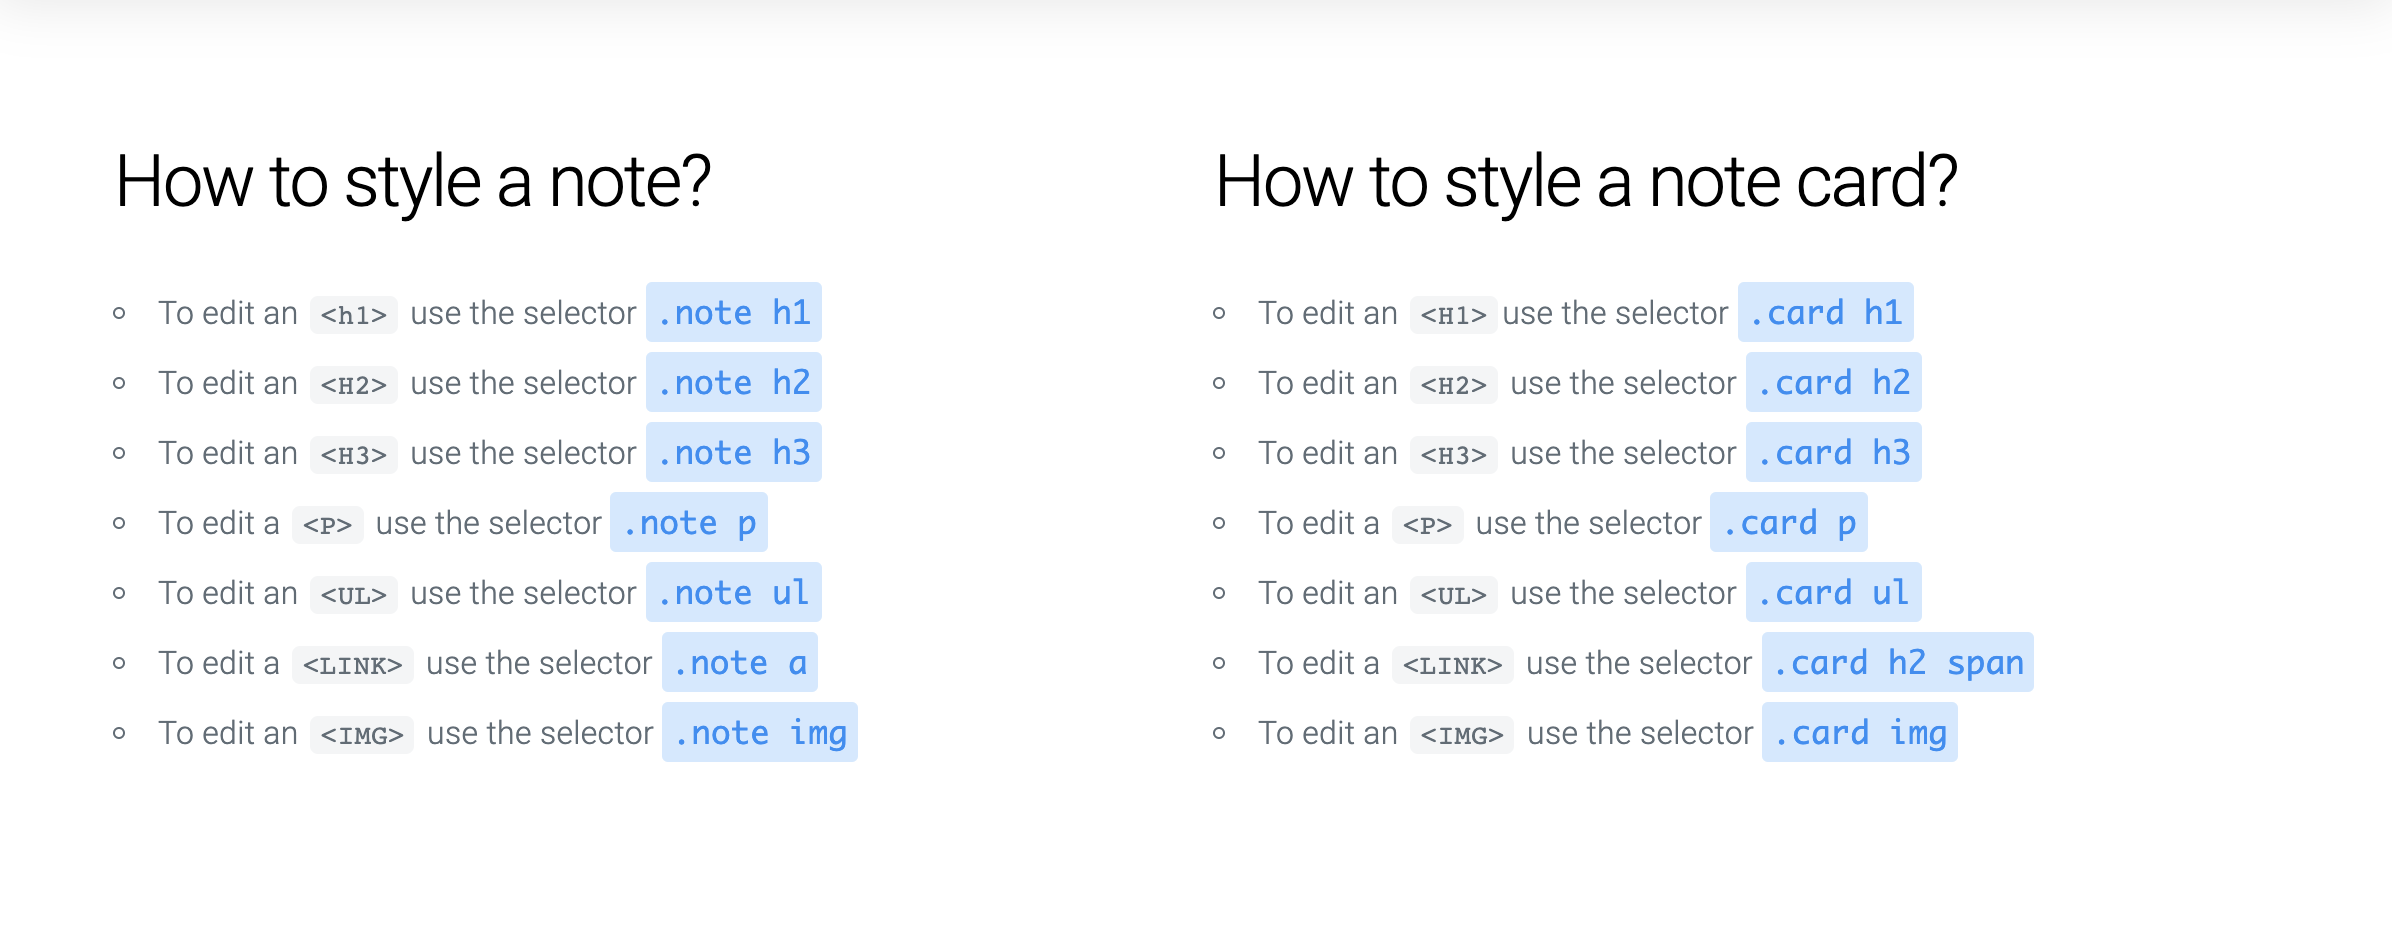 How to style a note?
To edit an <h1> use the selector .note h1
To edit an <H2> use the selector .note h2
To edit an <H3> use the selector .note h3
To edit a <P> use the selector .note p
To edit an <UL> use the selector .note ul
To edit a <LINK> use the selector .note a
To edit an <IMG> use the selector .note img
How to style a note card?
To edit an <H1> use the selector .card h1
To edit an <H2> use the selector .card h2
To edit an <H3> use the selector .card h3
To edit a <P> use the selector .card p
To edit an <UL> use the selector .card ul
To edit a <LINK> use the selector .card h2 span
To edit an <IMG> use the selector .card img